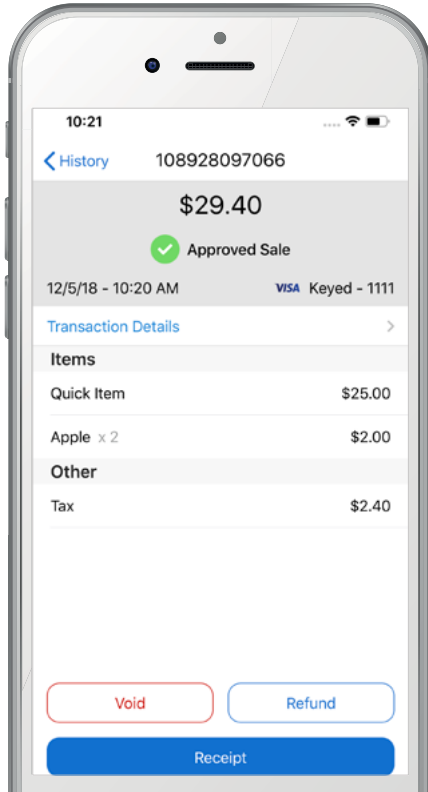 10:21
History 108928097066
$29.40
Approved Sale
12/5/18 - 10:20 AM VISA Keyed - 1111
Transaction Details
Items
Quick Item $25.00
Apple x 2 $2.00
Other
Tax $2.40
Void Refund
Receipt